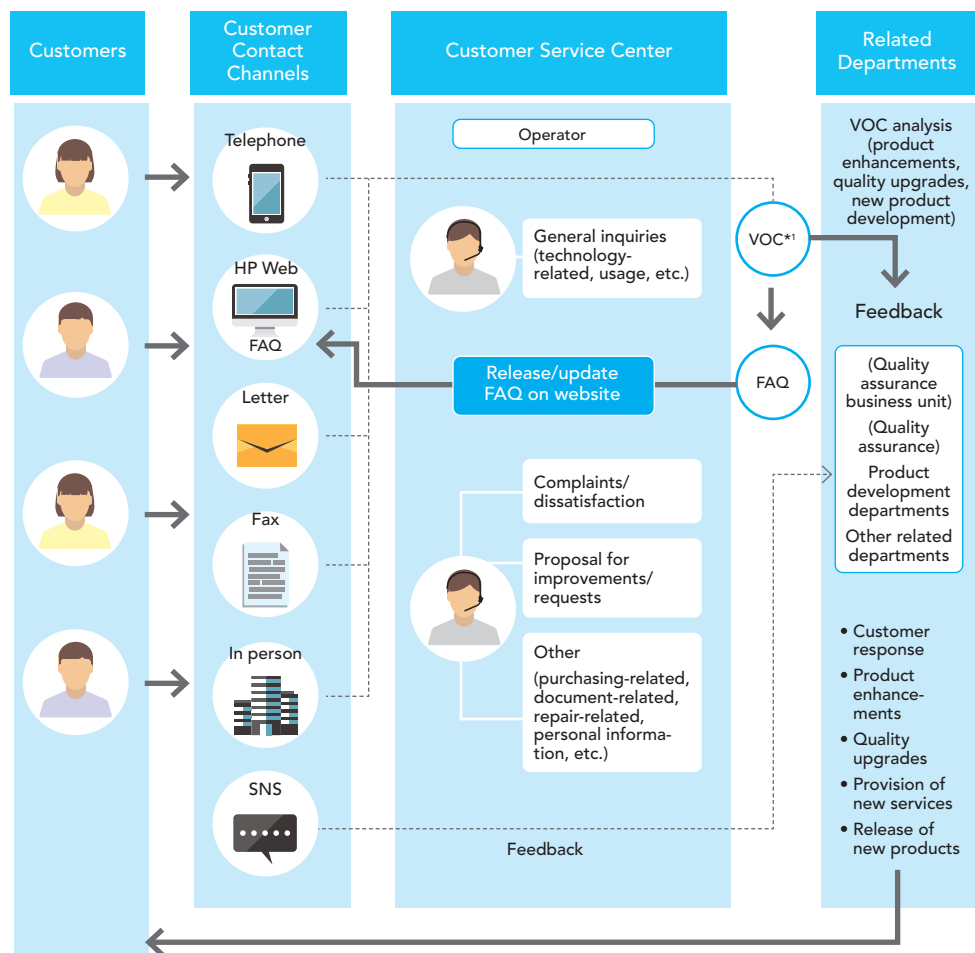 Customers
Customer
Contact
Channels
Customer Service Center
Related
Departments
Telephone
HP Web
FAQ
Letter
Fax
In person
SNS
Operator
General inquiries
(technology-
related, usage, etc.)
Release/update
FAQ on website
Complaints/
dissatisfaction
Proposal for
improvements/
requests
Other
(purchasing-related,
document-related,
repair-related,
personal informa-
tion, etc.)
Feedback
VOC*¹
FAQ
VOC analysis
(product
enhancements,
quality upgrades,
new product
development)
Feedback
(Quality
assurance
business unit)
(Quality
assurance)
Product
development
departments
Other related
departments
• Customer
response
• Product
enhance-
ments
• Quality
upgrades
• Provision of
new services
• Release of
new products